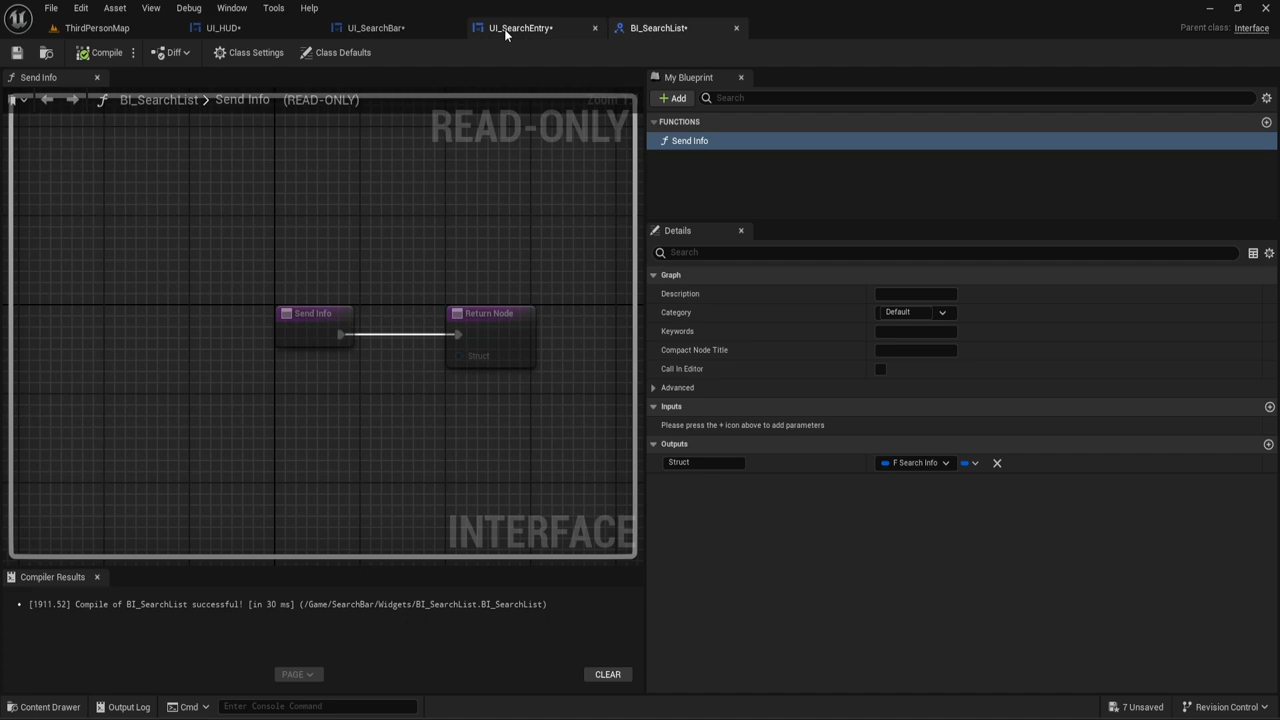 File Edit Asset View Debug Window Tools Help
ThirdPersonMap UI_HUD* UI_SearchBar* UI_SearchEntry* BI_SearchList* Parent class: Interface
Compile Diff Class Settings Class Defaults
Send Info
BI_SearchList Send Info (READ-ONLY)
READ-ONLY
Send Info Return Node
Struct
INTERFACE
Compiler Results
• [1911.52] Compile of BI_SearchList successful! [in 30 ms] (/Game/SearchBar/Widgets/BI_SearchList.BI_SearchList)
PAGE CLEAR
My Blueprint
+ Add Search
FUNCTIONS
Send Info
Details
Search
Graph
Description
Category Default
Keywords
Compact Node Title
Call In Editor
Advanced
Inputs
Please press the + icon above to add parameters
Outputs
Struct F Search Info
Content Drawer Output Log Cmd Enter Console Command 7 Unsaved Revision Control